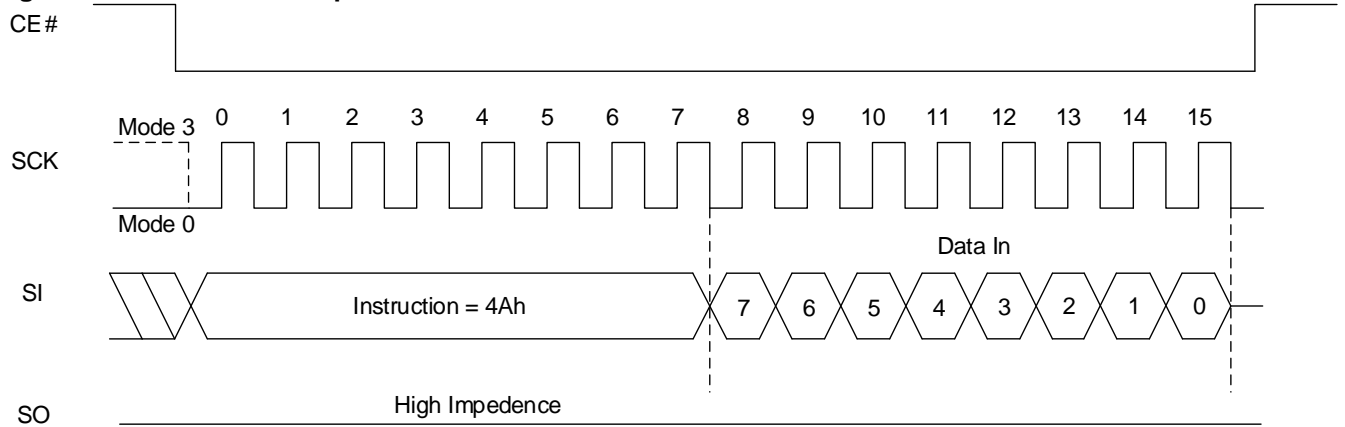 CE#
Mode 3 0 1 2 3 4 5 6 7 8 9 10 11 12 13 14 15
SCK
Mode 0
Data In
SI Instruction = 4Ah 7 6 5 4 3 2 1 0
High Impedence
SO